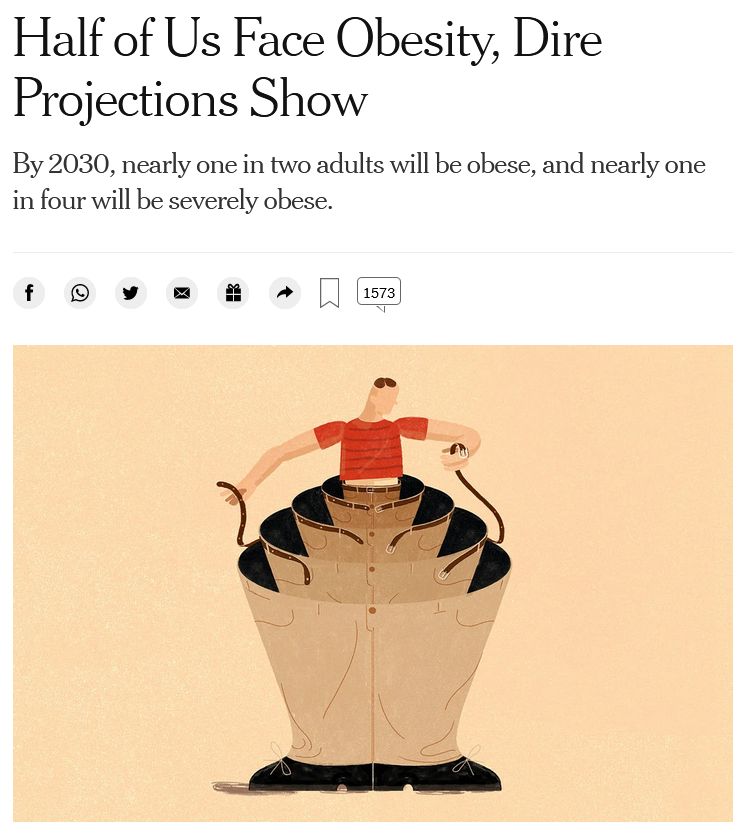 Half of Us Face Obesity, Dire
Projections Show
By 2030, nearly one in two adults will be obese, and nearly one
in four will be severely obese.
f
1573